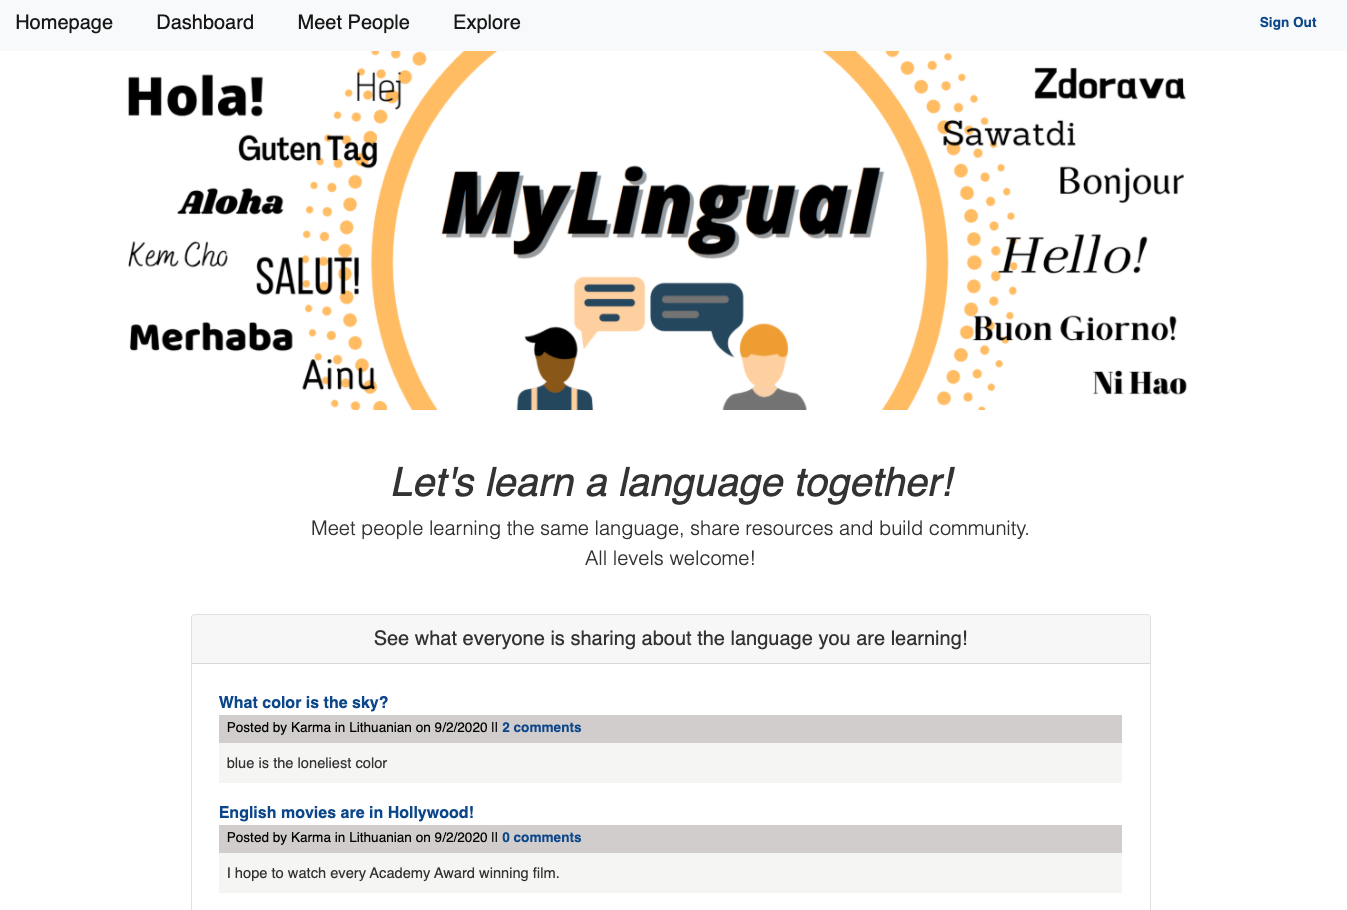 Homepage Dashboard Meet People Explore Sign Out
Hola!
Hej
Guten Tag
Aloha
Kem Cho
SALUT!
Merhaba
Ainu
MyLingual
Zdorava
Sawatdi
Bonjour
Hello!
Buon Giorno!
Ni Hao
Let's learn a language together!
Meet people learning the same language, share resources and build community.
All levels welcome!
See what everyone is sharing about the language you are learning!
What color is the sky?
Posted by Karma in Lithuanian on 9/2/2020 || 2 comments
blue is the loneliest color
English movies are in Hollywood!
Posted by Karma in Lithuanian on 9/2/2020 || 0 comments
I hope to watch every Academy Award winning film.